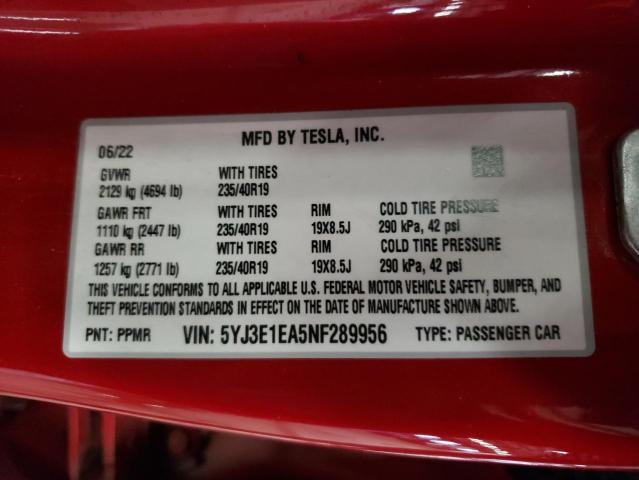 MFD BY TESLA, INC.
06/22
GVWR WITH TIRES
2129 kg (4694 lb) 235/40R19
GAWR FRT WITH TIRES RIM COLD TIRE PRESSURE
1110 kg (2447 lb) 235/40R19 19X8.5J 290 kPa, 42 psi
GAWR RR WITH TIRES RIM COLD TIRE PRESSURE
1257 kg (2771 lb) 235/40R19 19X8.5J 290 kPa, 42 psi
THIS VEHICLE CONFORMS TO ALL APPLICABLE U.S. FEDERAL MOTOR VEHICLE SAFETY, BUMPER, AND
THEFT PREVENTION STANDARDS IN EFFECT ON THE DATE OF MANUFACTURE SHOWN ABOVE.
PNT: PPMR VIN: 5YJ3E1EA5NF289956 TYPE: PASSENGER CAR